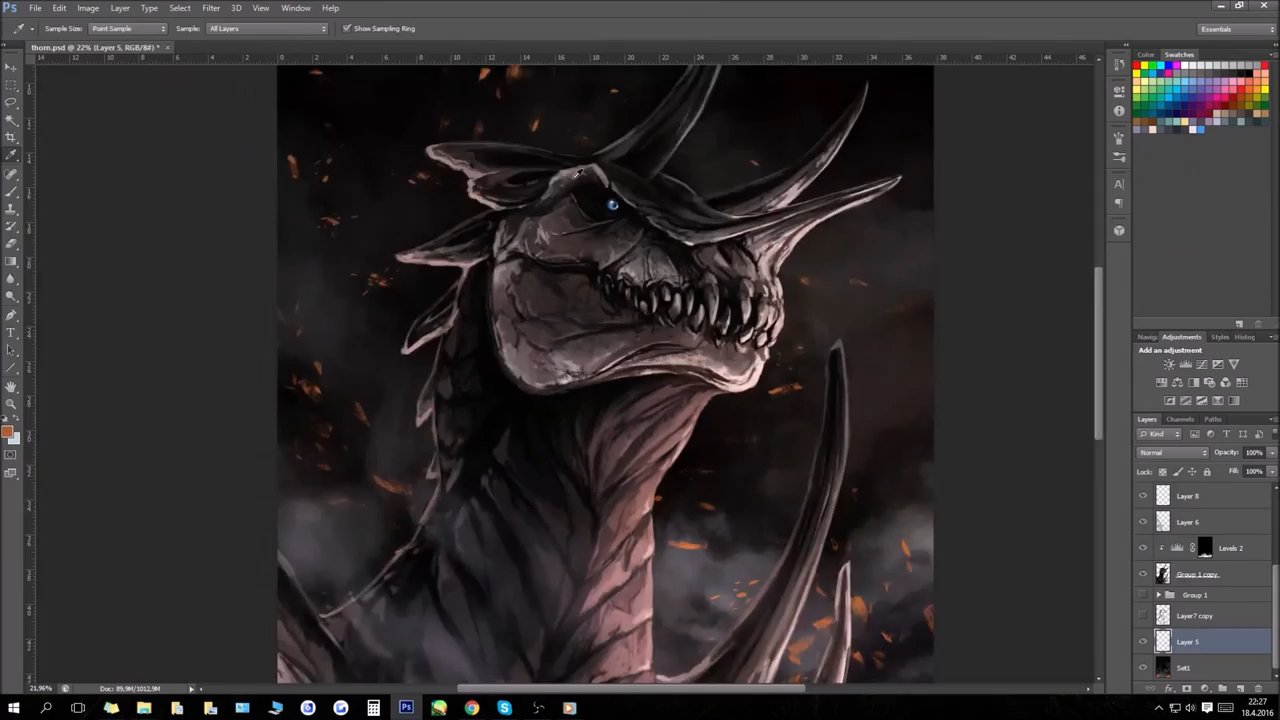 Ps File Edit Image Layer Type Select Filter 3D View Window Help
Sample Size: Point Sample Sample: All Layers Show Sampling Ring Essentials
thorn.psd @ 22% (Layer 5, RGB/8#) * ×
Color Swatches
Naviga Adjustments Styles Histog
Add an adjustment
Layers Channels Paths
Kind
Normal Opacity: 100%
Lock: Fill: 100%
Layer 8
Layer 6
Levels 2
Group 1 copy
Group 1
Layer7 copy
Layer 5
Set1
21,96% Doc: 89,9M/1012,9M
22:27
18.4.2016